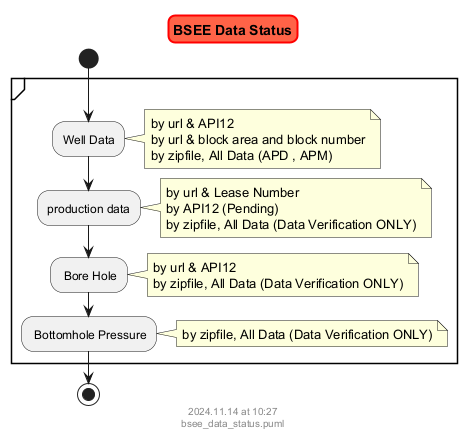 BSEE Data Status
Well Data
by url & API12
by url & block area and block number
by zipfile, All Data (APD , APM)
production data
by url & Lease Number
by API12 (Pending)
by zipfile, All Data (Data Verification ONLY)
Bore Hole
by url & API12
by zipfile, All Data (Data Verification ONLY)
Bottomhole Pressure
by zipfile, All Data (Data Verification ONLY)
2024.11.14 at 10:27
bsee_data_status.puml